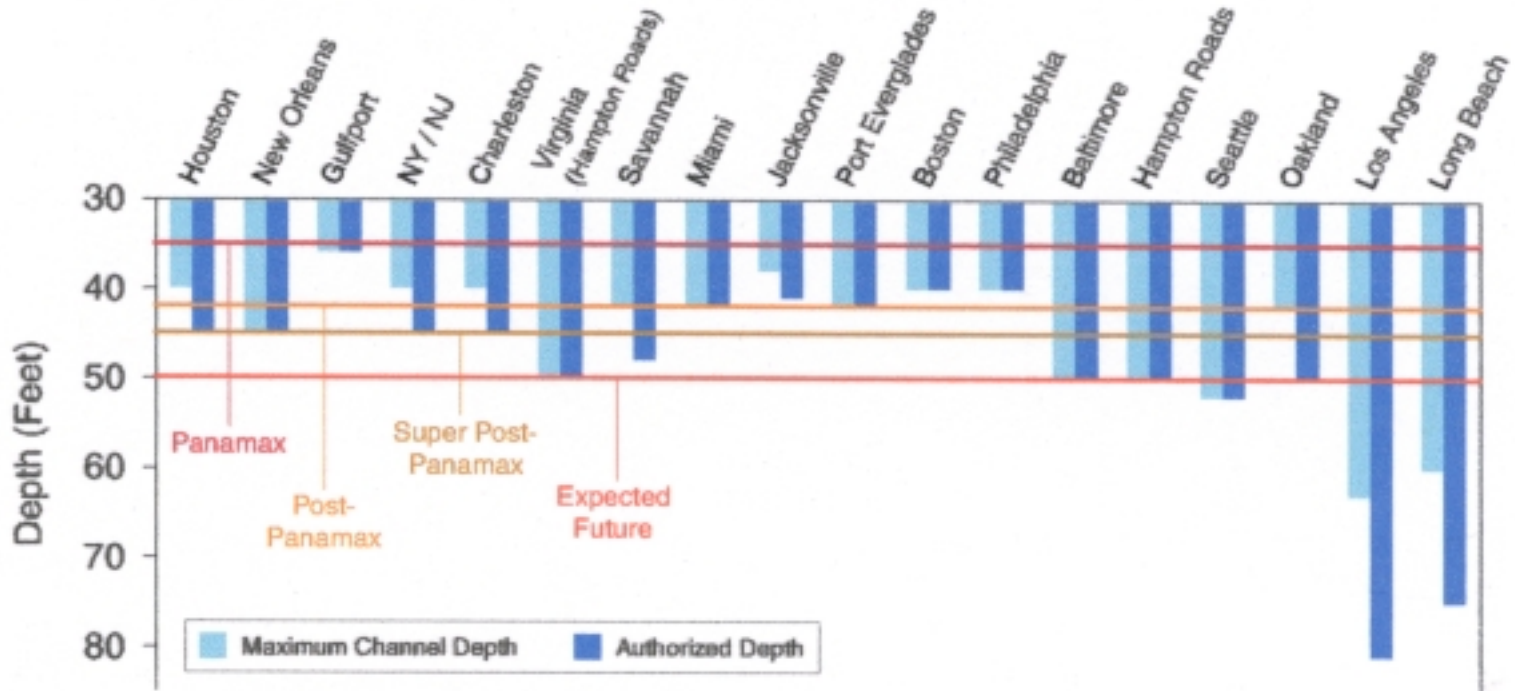 Houston
New Orleans
Gulfport
NY / NJ
Charleston
Virginia
(Hampton Roads)
Savannah
Miami
Jacksonville
Port Everglades
Boston
Philadelphia
Baltimore
Hampton Roads
Seattle
Oakland
Los Angeles
Long Beach
Depth (Feet)
30
40
50
60
70
80
Panamax
Post-
Panamax
Super Post-
Panamax
Expected
Future
Maximum Channel Depth
Authorized Depth